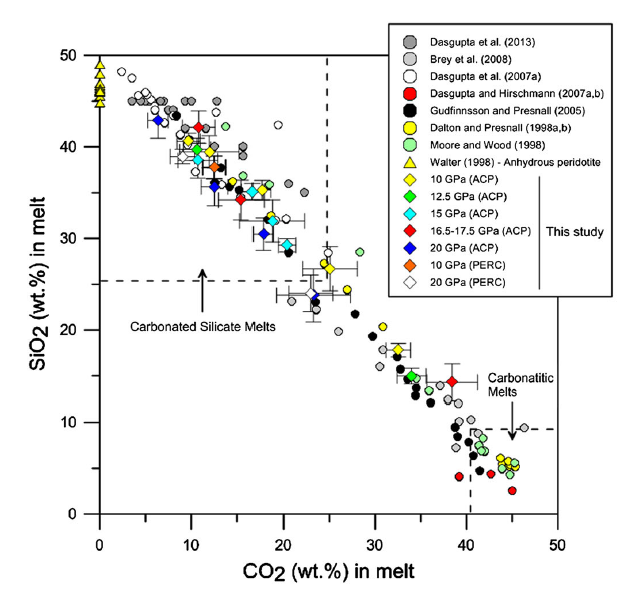 Dasgupta et al. (2013)
Brey et al. (2008)
Dasgupta et al. (2007a)
Dasgupta and Hirschmann (2007a,b)
Gudfinnsson and Presnall (2005)
Dalton and Presnall (1998a,b)
Moore and Wood (1998)
Walter (1998) - Anhydrous peridotite
10 GPa (ACP)
12.5 GPa (ACP)
15 GPa (ACP)
16.5-17.5 GPa (ACP)
This study
20 GPa (ACP)
10 GPa (PERC)
20 GPa (PERC)
50
40
30
20
10
0
SiO2 (wt.%) in melt
Carbonated Silicate Melts
Carbonatitic
Melts
0
10
20
30
40
50
CO2 (wt.%) in melt